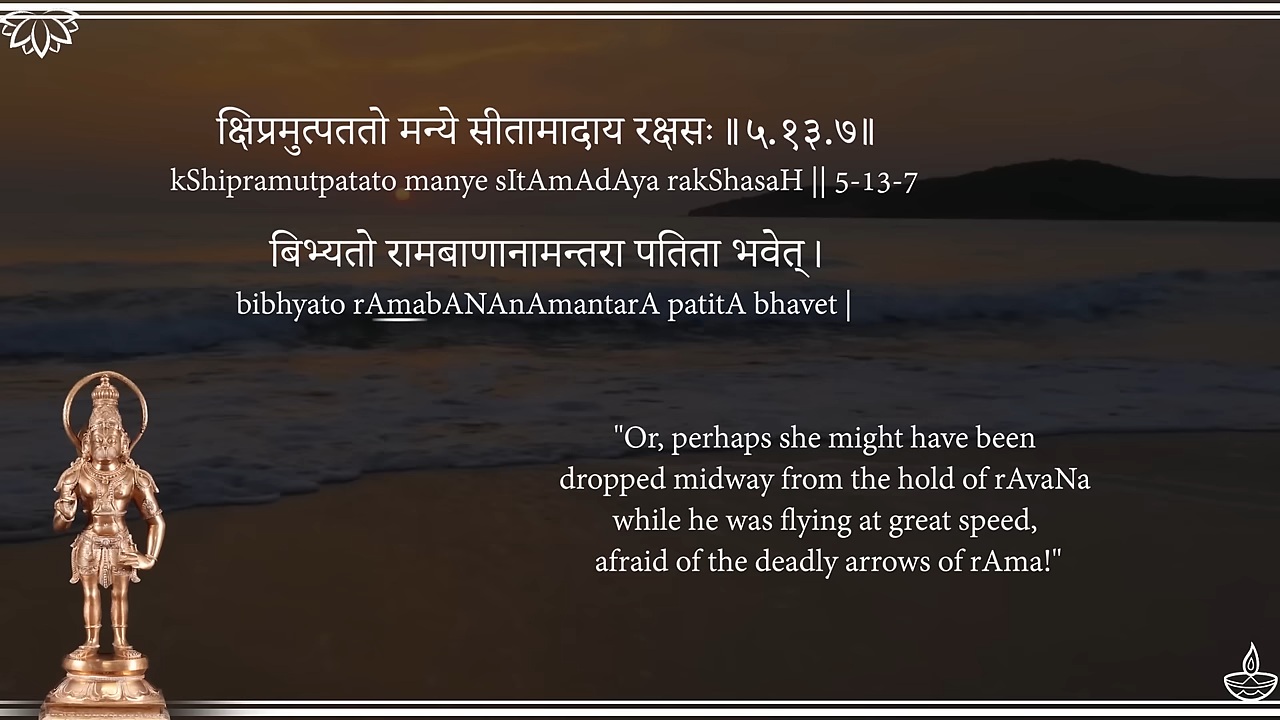 क्षिप्रमुत्पततो मन्ये सीतामादाय रक्षसः ॥५.१३.७॥
kShipramutpatato manye sItAmAdAya rakShasaH || 5-13-7
बिभ्यतो रामबाणानामन्तरा पतिता भवेत् ।
bibhyato rAmabANAnAmantarA patitA bhavet |
"Or, perhaps she might have been
dropped midway from the hold of rAvaNa
while he was flying at great speed,
afraid of the deadly arrows of rAma!"